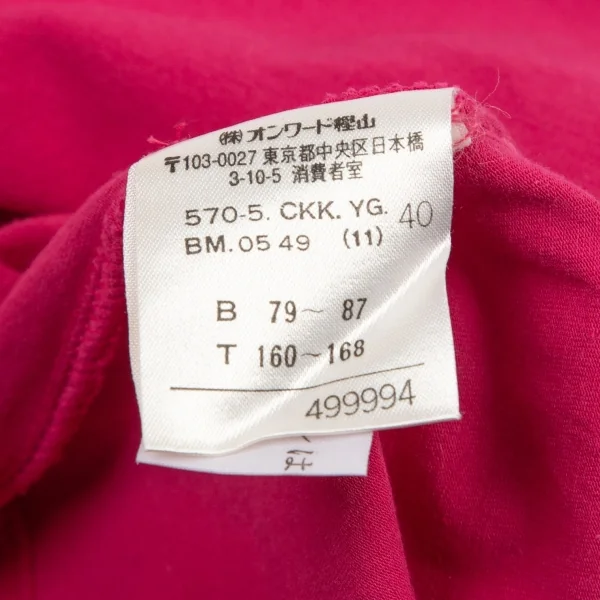 (株)オンワード樫山
〒103-0027 東京都中央区日本橋
3-10-5 消費者室
570-5. CKK. YG. 40
BM. 05 49 (11)
B 79～ 87
T 160～168
499994